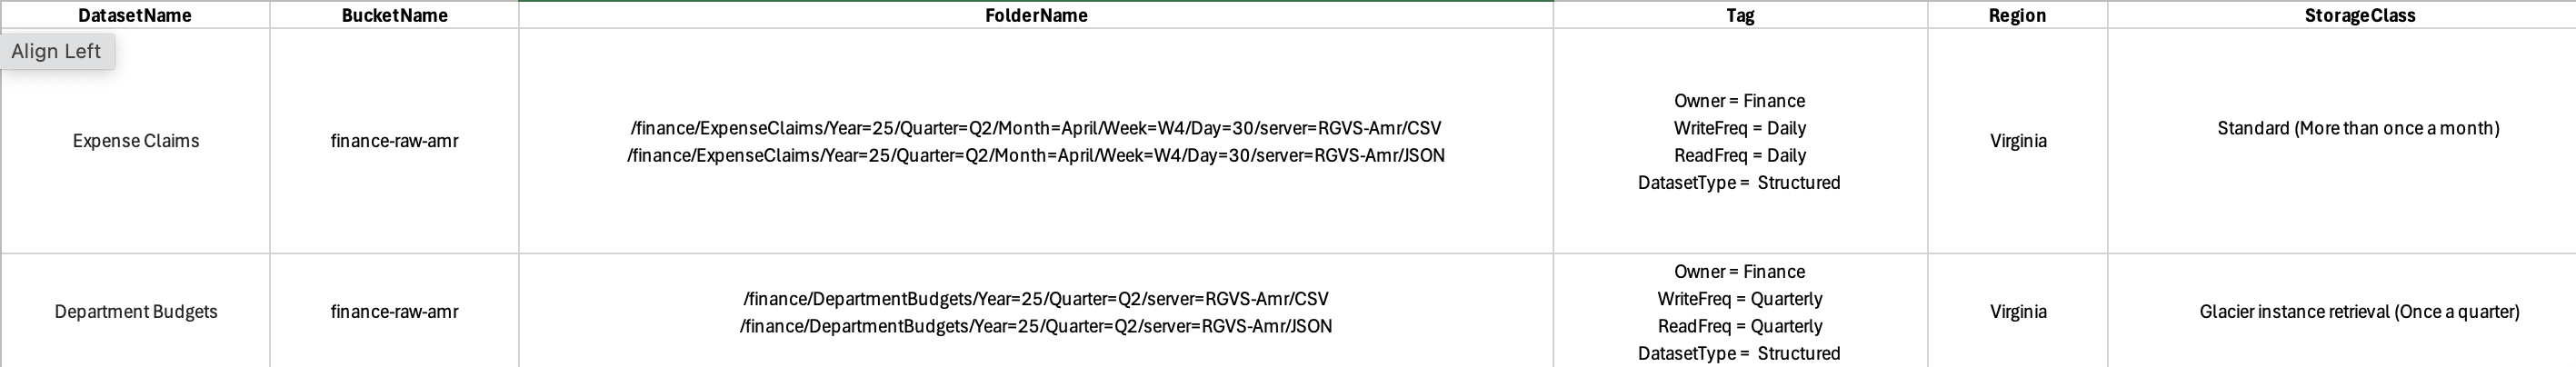 DatasetName BucketName FolderName Tag Region StorageClass
Align Left
Expense Claims
finance-raw-amr
/finance/ExpenseClaims/Year=25/Quarter=Q2/Month=April/Week=W4/Day=30/server=RGVS-Amr/CSV
/finance/ExpenseClaims/Year=25/Quarter=Q2/Month=April/Week=W4/Day=30/server=RGVS-Amr/JSON
Owner = Finance
WriteFreq = Daily
ReadFreq = Daily
DatasetType = Structured
Virginia
Standard (More than once a month)
Department Budgets
finance-raw-amr
/finance/DepartmentBudgets/Year=25/Quarter=Q2/server=RGVS-Amr/CSV
/finance/DepartmentBudgets/Year=25/Quarter=Q2/server=RGVS-Amr/JSON
Owner = Finance
WriteFreq = Quarterly
ReadFreq = Quarterly
DatasetType = Structured
Virginia
Glacier instance retrieval (Once a quarter)